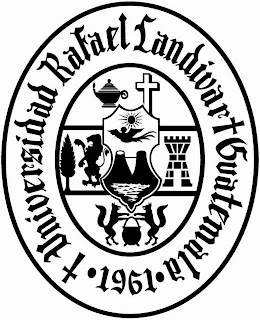 † Universidad Rafael Landívar † Guatemala · 1961 ·